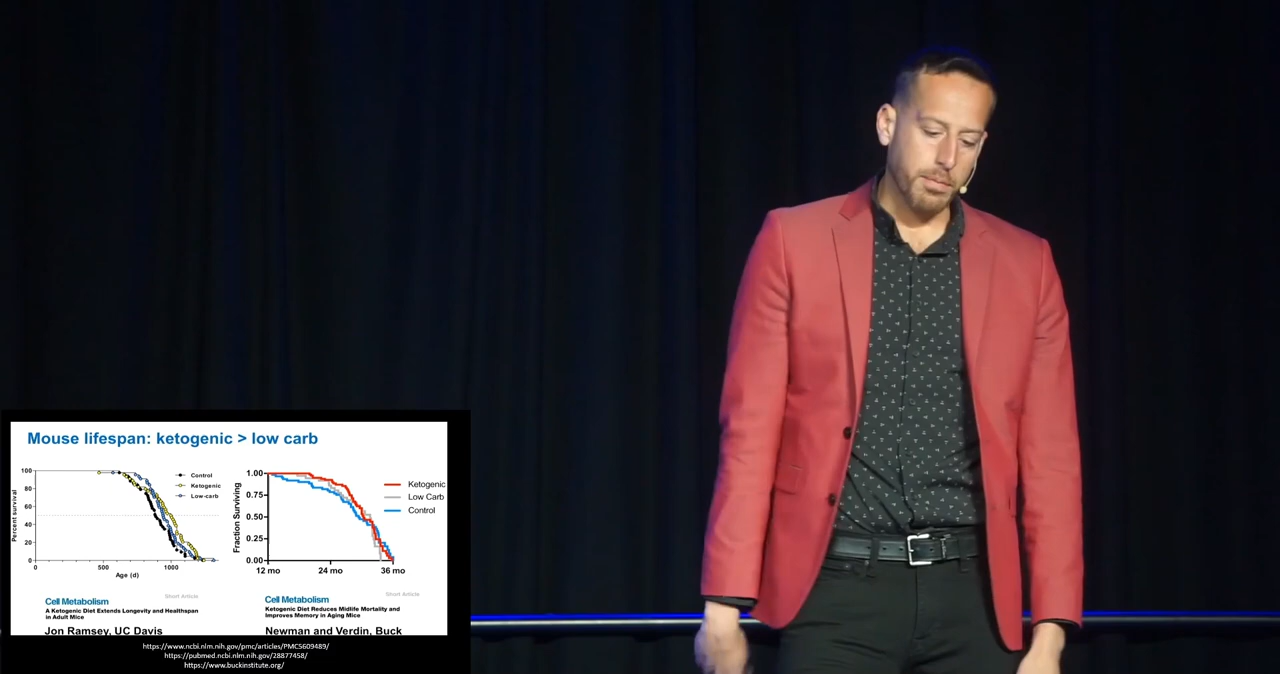 Mouse lifespan: ketogenic > low carb
100
80
60
40
20
0
Percent survival
0
500
1000
Age (d)
Control
Ketogenic
Low-carb
1.00
0.75
0.50
0.25
0.00
Fraction Surviving
12 mo
24 mo
36 mo
Ketogenic
Low Carb
Control
Short Article
Cell Metabolism
A Ketogenic Diet Extends Longevity and Healthspan
in Adult Mice
Jon Ramsey, UC Davis
Short Article
Cell Metabolism
Ketogenic Diet Reduces Midlife Mortality and
Improves Memory in Aging Mice
Newman and Verdin, Buck
https://www.ncbi.nlm.nih.gov/pmc/articles/PMC5609489/
https://pubmed.ncbi.nlm.nih.gov/28877458/
https://www.buckinstitute.org/